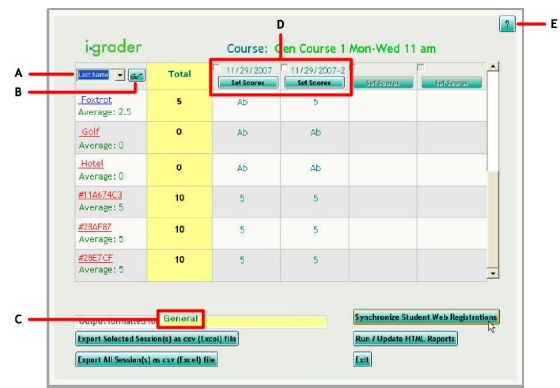 D
?
E
i>grader
Course: Gen Course 1 Mon-Wed 11 am
A
Last Name
Total
11/29/2007
11/29/2007-2
B
Set Scores
Set Scores
Set Scores
Set Scores
Foxtrot
5
Ab
5
Average: 2.5
Golf
0
Ab
Ab
Average: 0
Hotel
0
Ab
Ab
Average: 0
#11A674C3
10
5
5
Average: 5
#28AF87
10
5
5
Average: 5
#28E7CF
10
5
5
Average: 5
C
Output formatted fo
General
Synchronize Student Web Registrations
Export Selected Session(s) as csv (Excel) file
Run / Update HTML Reports
Export All Session(s) as csv (Excel) file
Exit